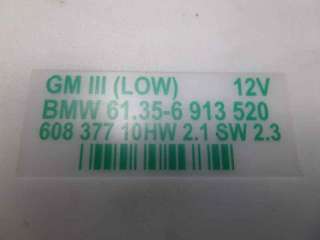 GM III (LOW) 12V
BMW 61.35-6 913 520
608 377 10HW 2.1 SW 2.3